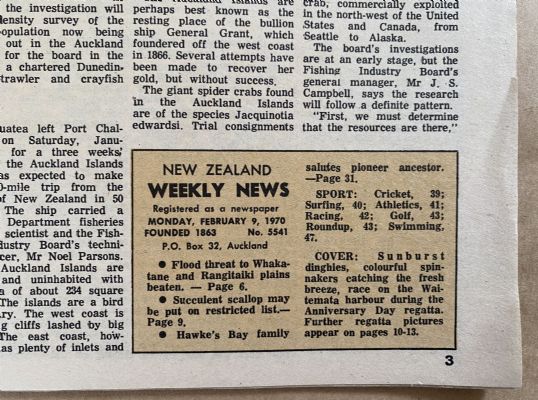 the investigation will
density survey of the
population now being
out in the Auckland
for the board in the
a chartered Dunedin-
trawler and crayfish
uatea left Port Chal-
on Saturday, Janu-
for a three weeks'
the Auckland Islands
as expected to make
0-mile trip from the
of New Zealand in 50
The ship carried a
Department fisheries
scientist and the Fish-
dustry Board's techni-
cer, Mr Noel Parsons.
Auckland Islands are
and uninhabited with
a of about 234 square
The islands are a bird
ry. The west coast is
g cliffs lashed by big
The east coast, how-
as plenty of inlets and
perhaps best known as the
resting place of the bullion
ship General Grant, which
foundered off the west coast
in 1866. Several attempts have
been made to recover her
gold, but without success.
The giant spider crabs found
in the Auckland Islands
are of the species Jacquinotia
edwardsi. Trial consignments
crab, commercially exploited
in the north-west of the United
States and Canada, from
Seattle to Alaska.
The board's investigations
are at an early stage, but the
Fishing Industry Board's
general manager, Mr J. S.
Campbell, says the research
will follow a definite pattern.
"First, we must determine
that the resources are there,"
NEW ZEALAND
WEEKLY NEWS
Registered as a newspaper
MONDAY, FEBRUARY 9, 1970
FOUNDED 1863 No. 5541
P.O. Box 32, Auckland
● Flood threat to Whaka-
tane and Rangitaiki plains
beaten. — Page 6.
● Succulent scallop may
be put on restricted list.—
Page 9.
● Hawke's Bay family
salutes pioneer ancestor.
—Page 31.
SPORT: Cricket, 39;
Surfing, 40; Athletics, 41;
Racing, 42; Golf, 43;
Roundup, 43; Swimming,
47.
COVER: Sunburst
dinghies, colourful spin-
nakers catching the fresh
breeze, race on the Wai-
temata harbour during the
Anniversary Day regatta.
Further regatta pictures
appear on pages 10-13.
3